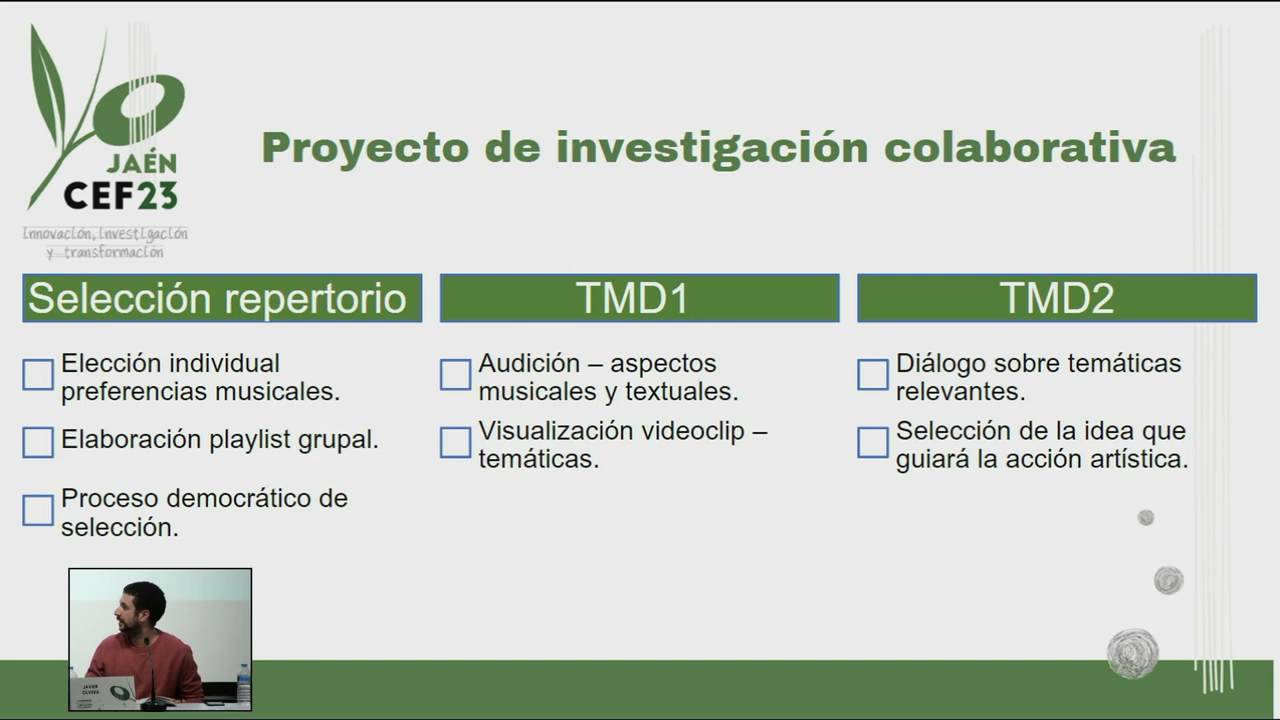 JAÉN
CEF23
Innovación, investigación
y transformación
Proyecto de investigación colaborativa
Selección repertorio
Elección individual
preferencias musicales.
Elaboración playlist grupal.
Proceso democrático de
selección.
TMD1
Audición – aspectos
musicales y textuales.
Visualización videoclip –
temáticas.
TMD2
Diálogo sobre temáticas
relevantes.
Selección de la idea que
guiará la acción artística.
JAVIER
OLVERA